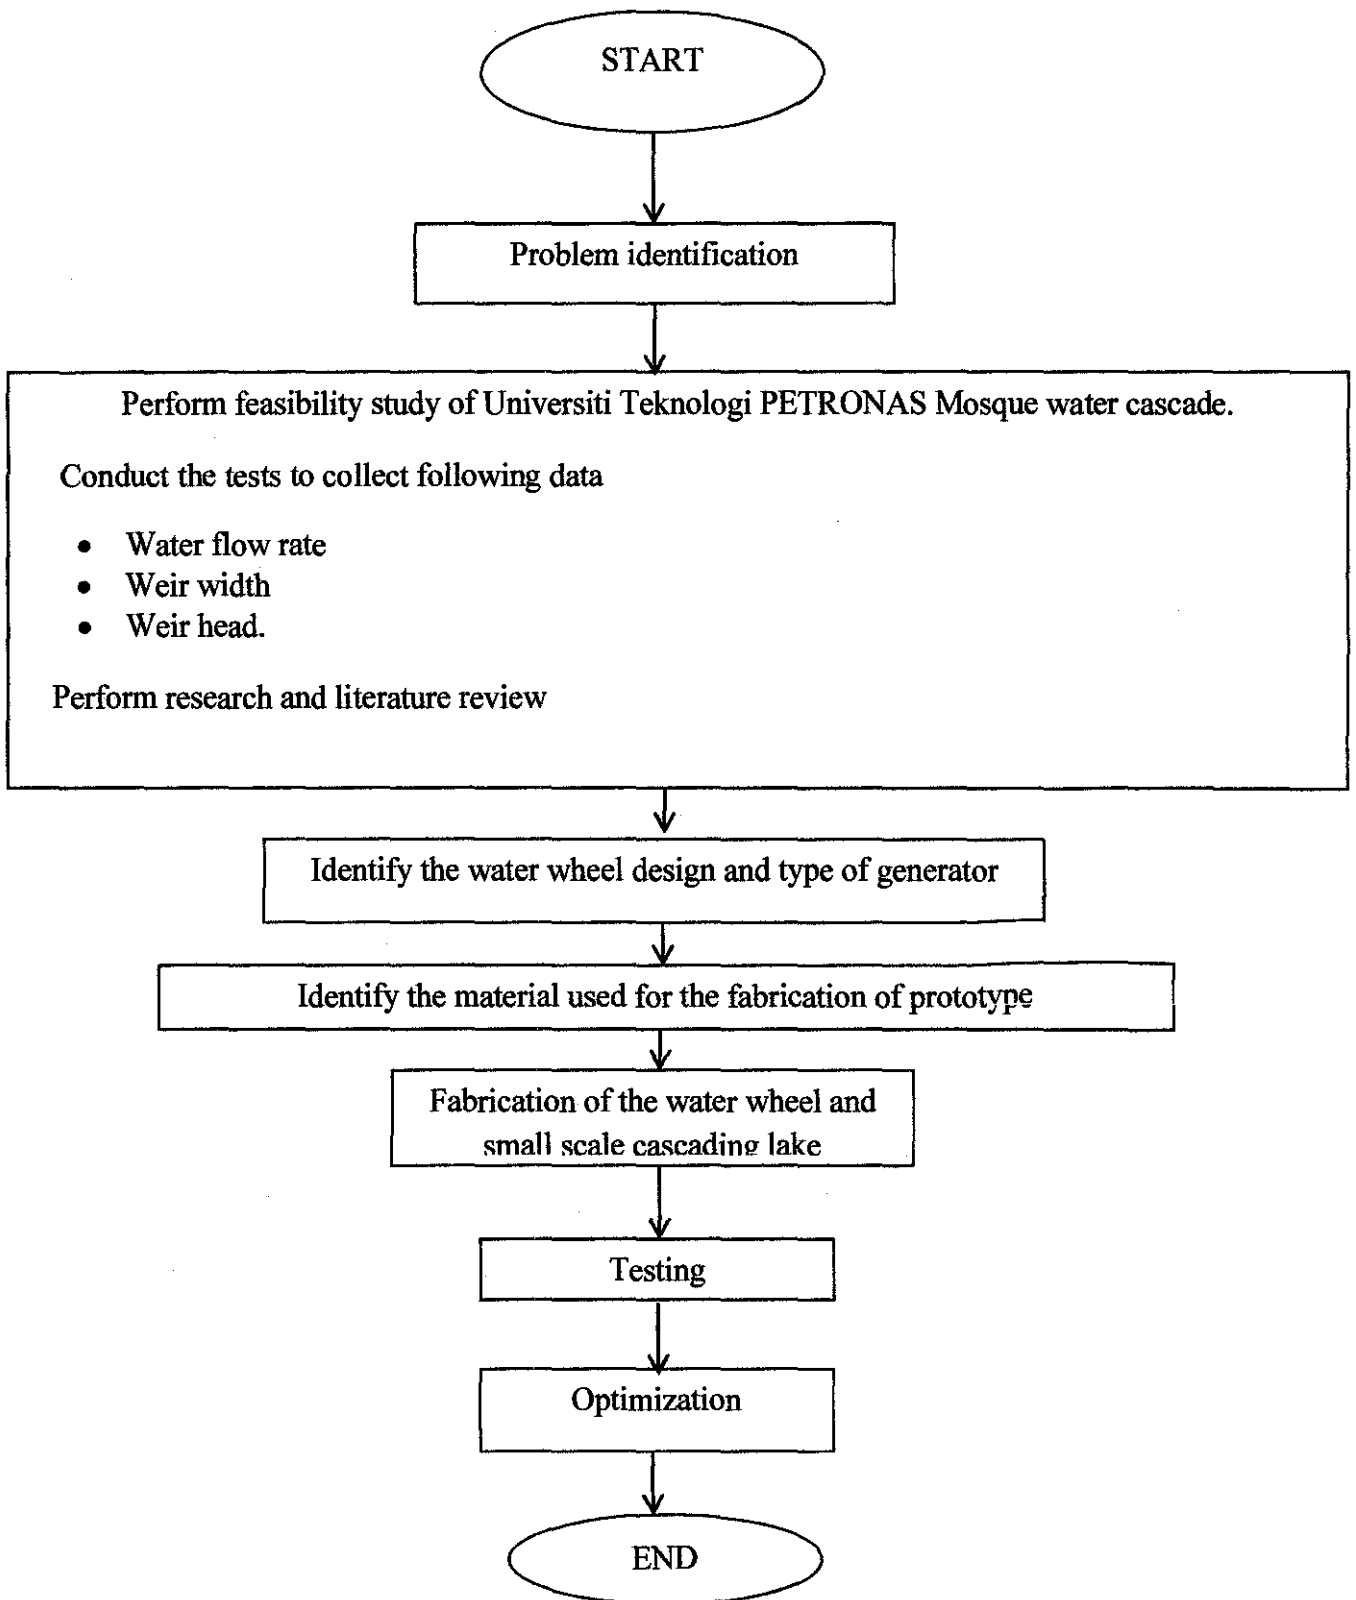 START
Problem identification
Perform feasibility study of Universiti Teknologi PETRONAS Mosque water cascade.
Conduct the tests to collect following data
• Water flow rate
• Weir width
• Weir head.
Perform research and literature review
Identify the water wheel design and type of generator
Identify the material used for the fabrication of prototype
Fabrication of the water wheel and
small scale cascading lake
Testing
Optimization
END